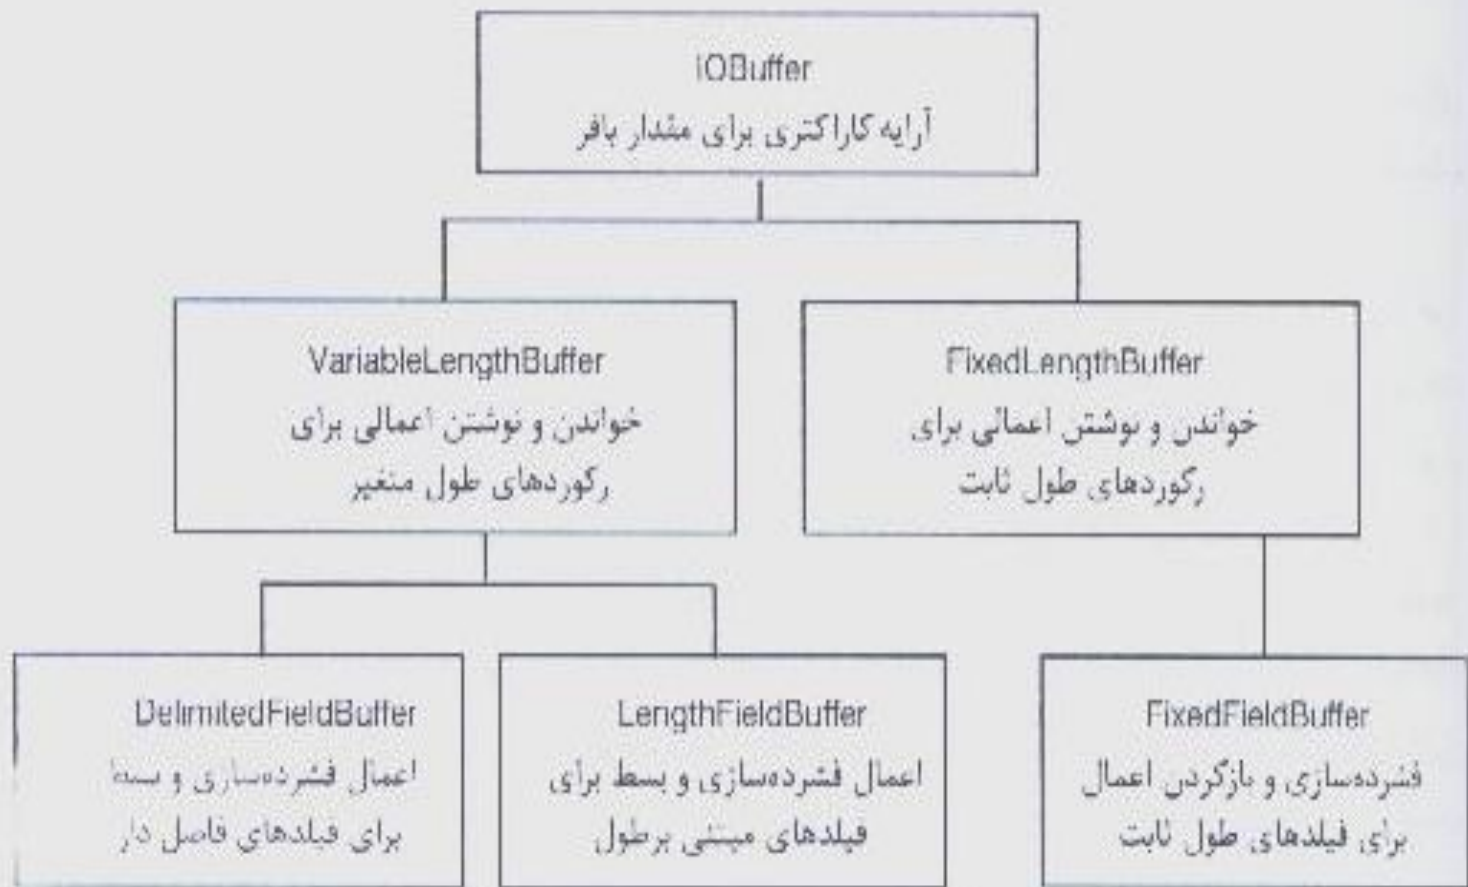 IOBuffer
آرایه کاراکتری برای مقدار بافر
VariableLengthBuffer
خواندن و نوشتن اعمالی برای
رکوردهای طول متغیر
FixedLengthBuffer
خواندن و نوشتن اعمالی برای
رکوردهای طول ثابت
DelimitedFieldBuffer
اعمال فشرده‌سازی و بسط
برای فیلدهای فاصل دار
LengthFieldBuffer
اعمال فشرده‌سازی و بسط برای
فیلدهای مبتنی برطول
FixedFieldBuffer
فشرده‌سازی و بازکردن اعمال
برای فیلدهای طول ثابت